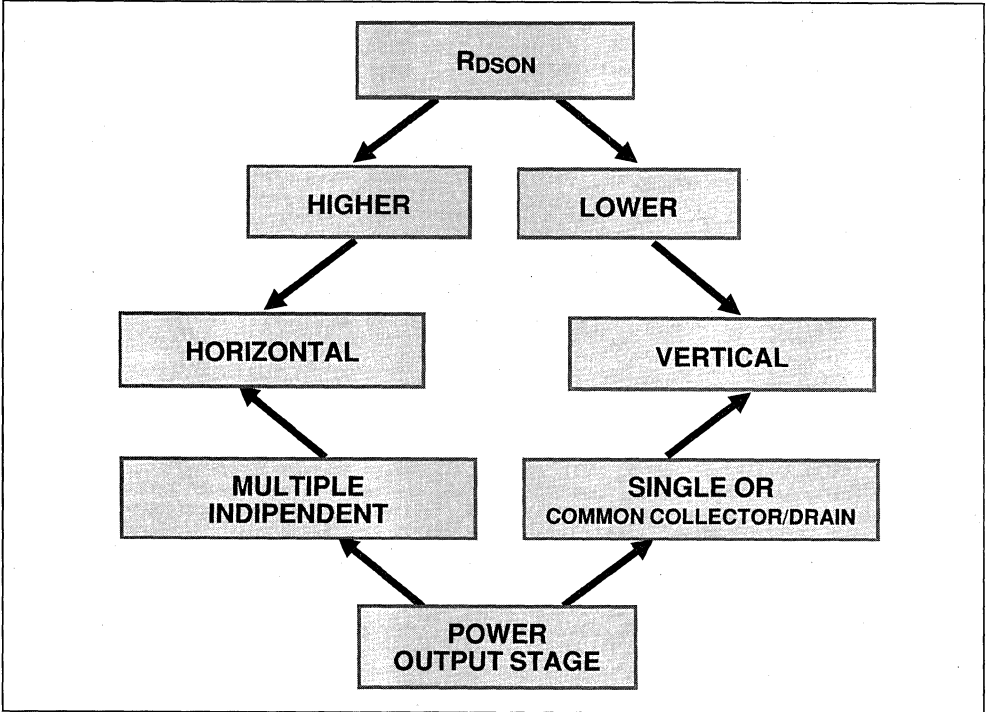 RDSON
HIGHER
LOWER
HORIZONTAL
VERTICAL
MULTIPLE
INDIPENDENT
SINGLE OR
COMMON COLLECTOR/DRAIN
POWER
OUTPUT STAGE